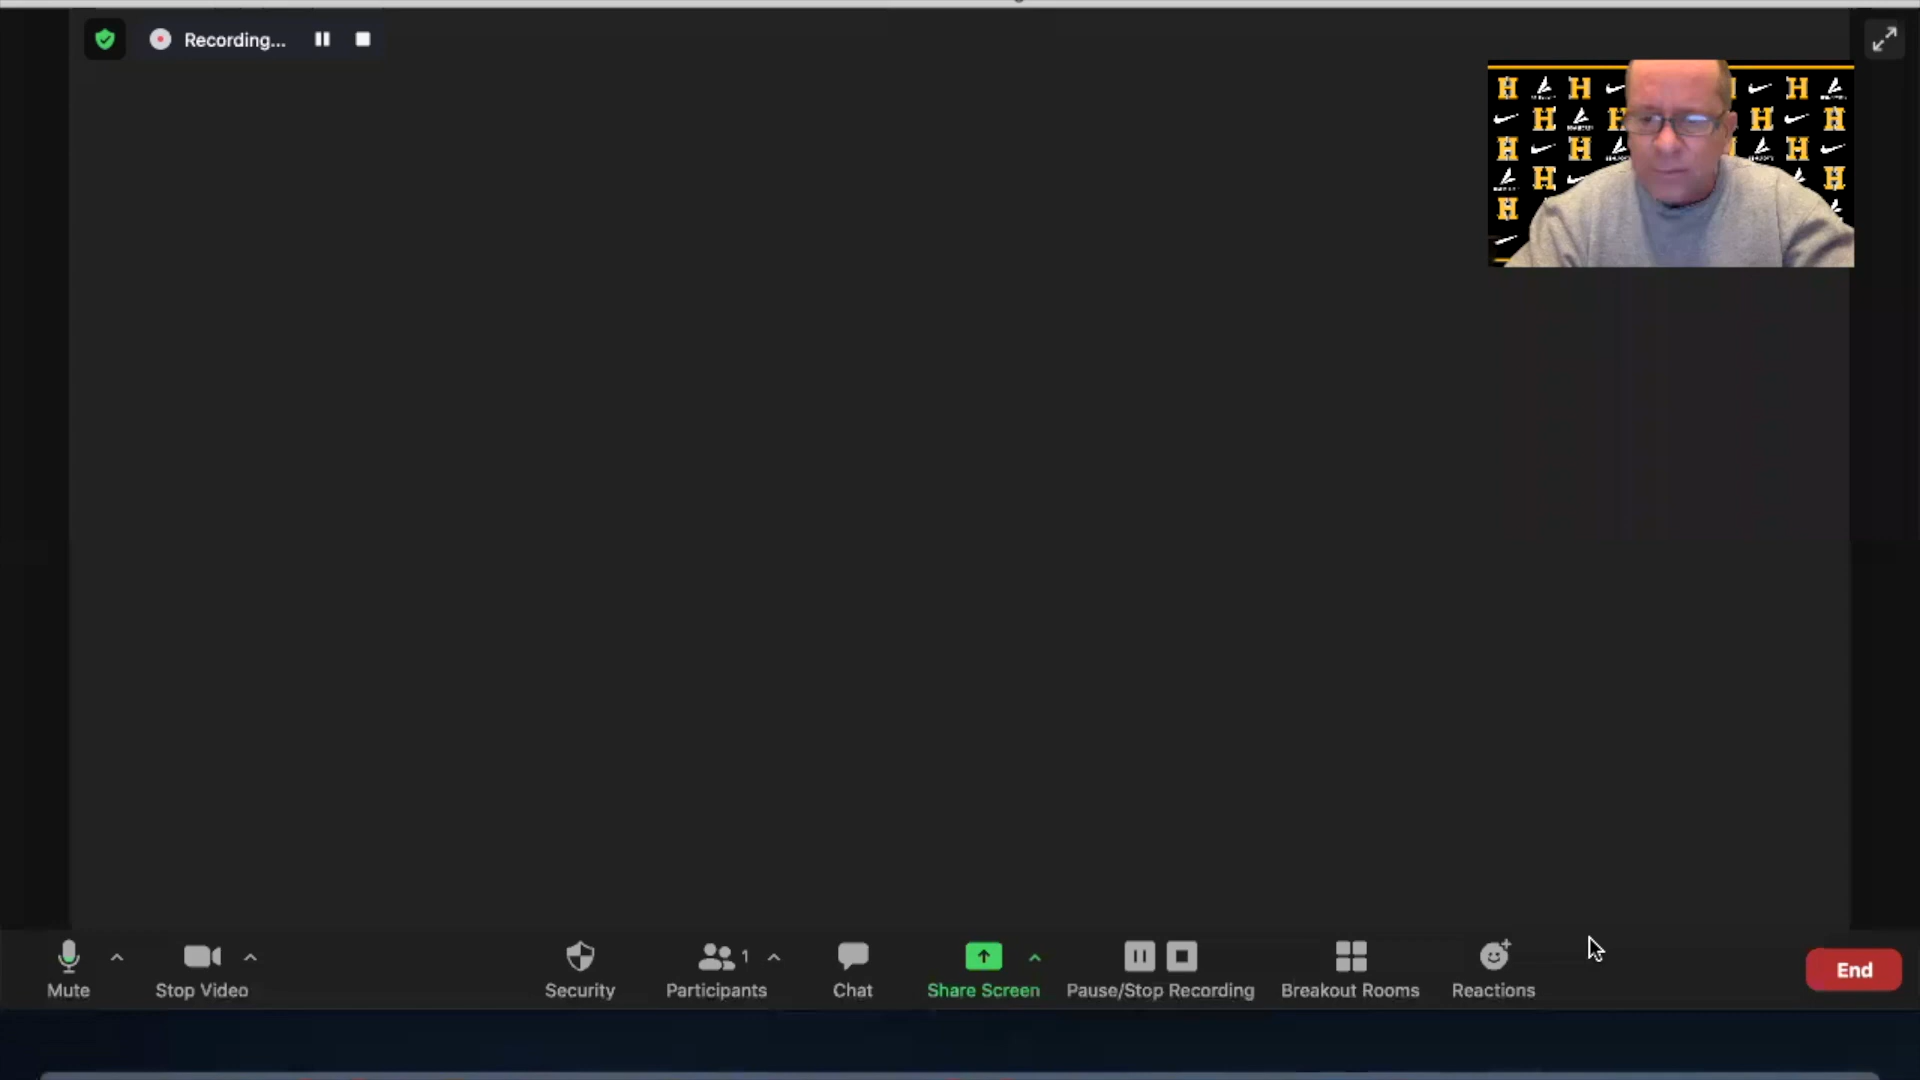 Recording...
H H H
H H H H
H H H
H H
H
Mute
Stop Video
Security
Participants 1
Chat
Share Screen
Pause/Stop Recording
Breakout Rooms
Reactions
End